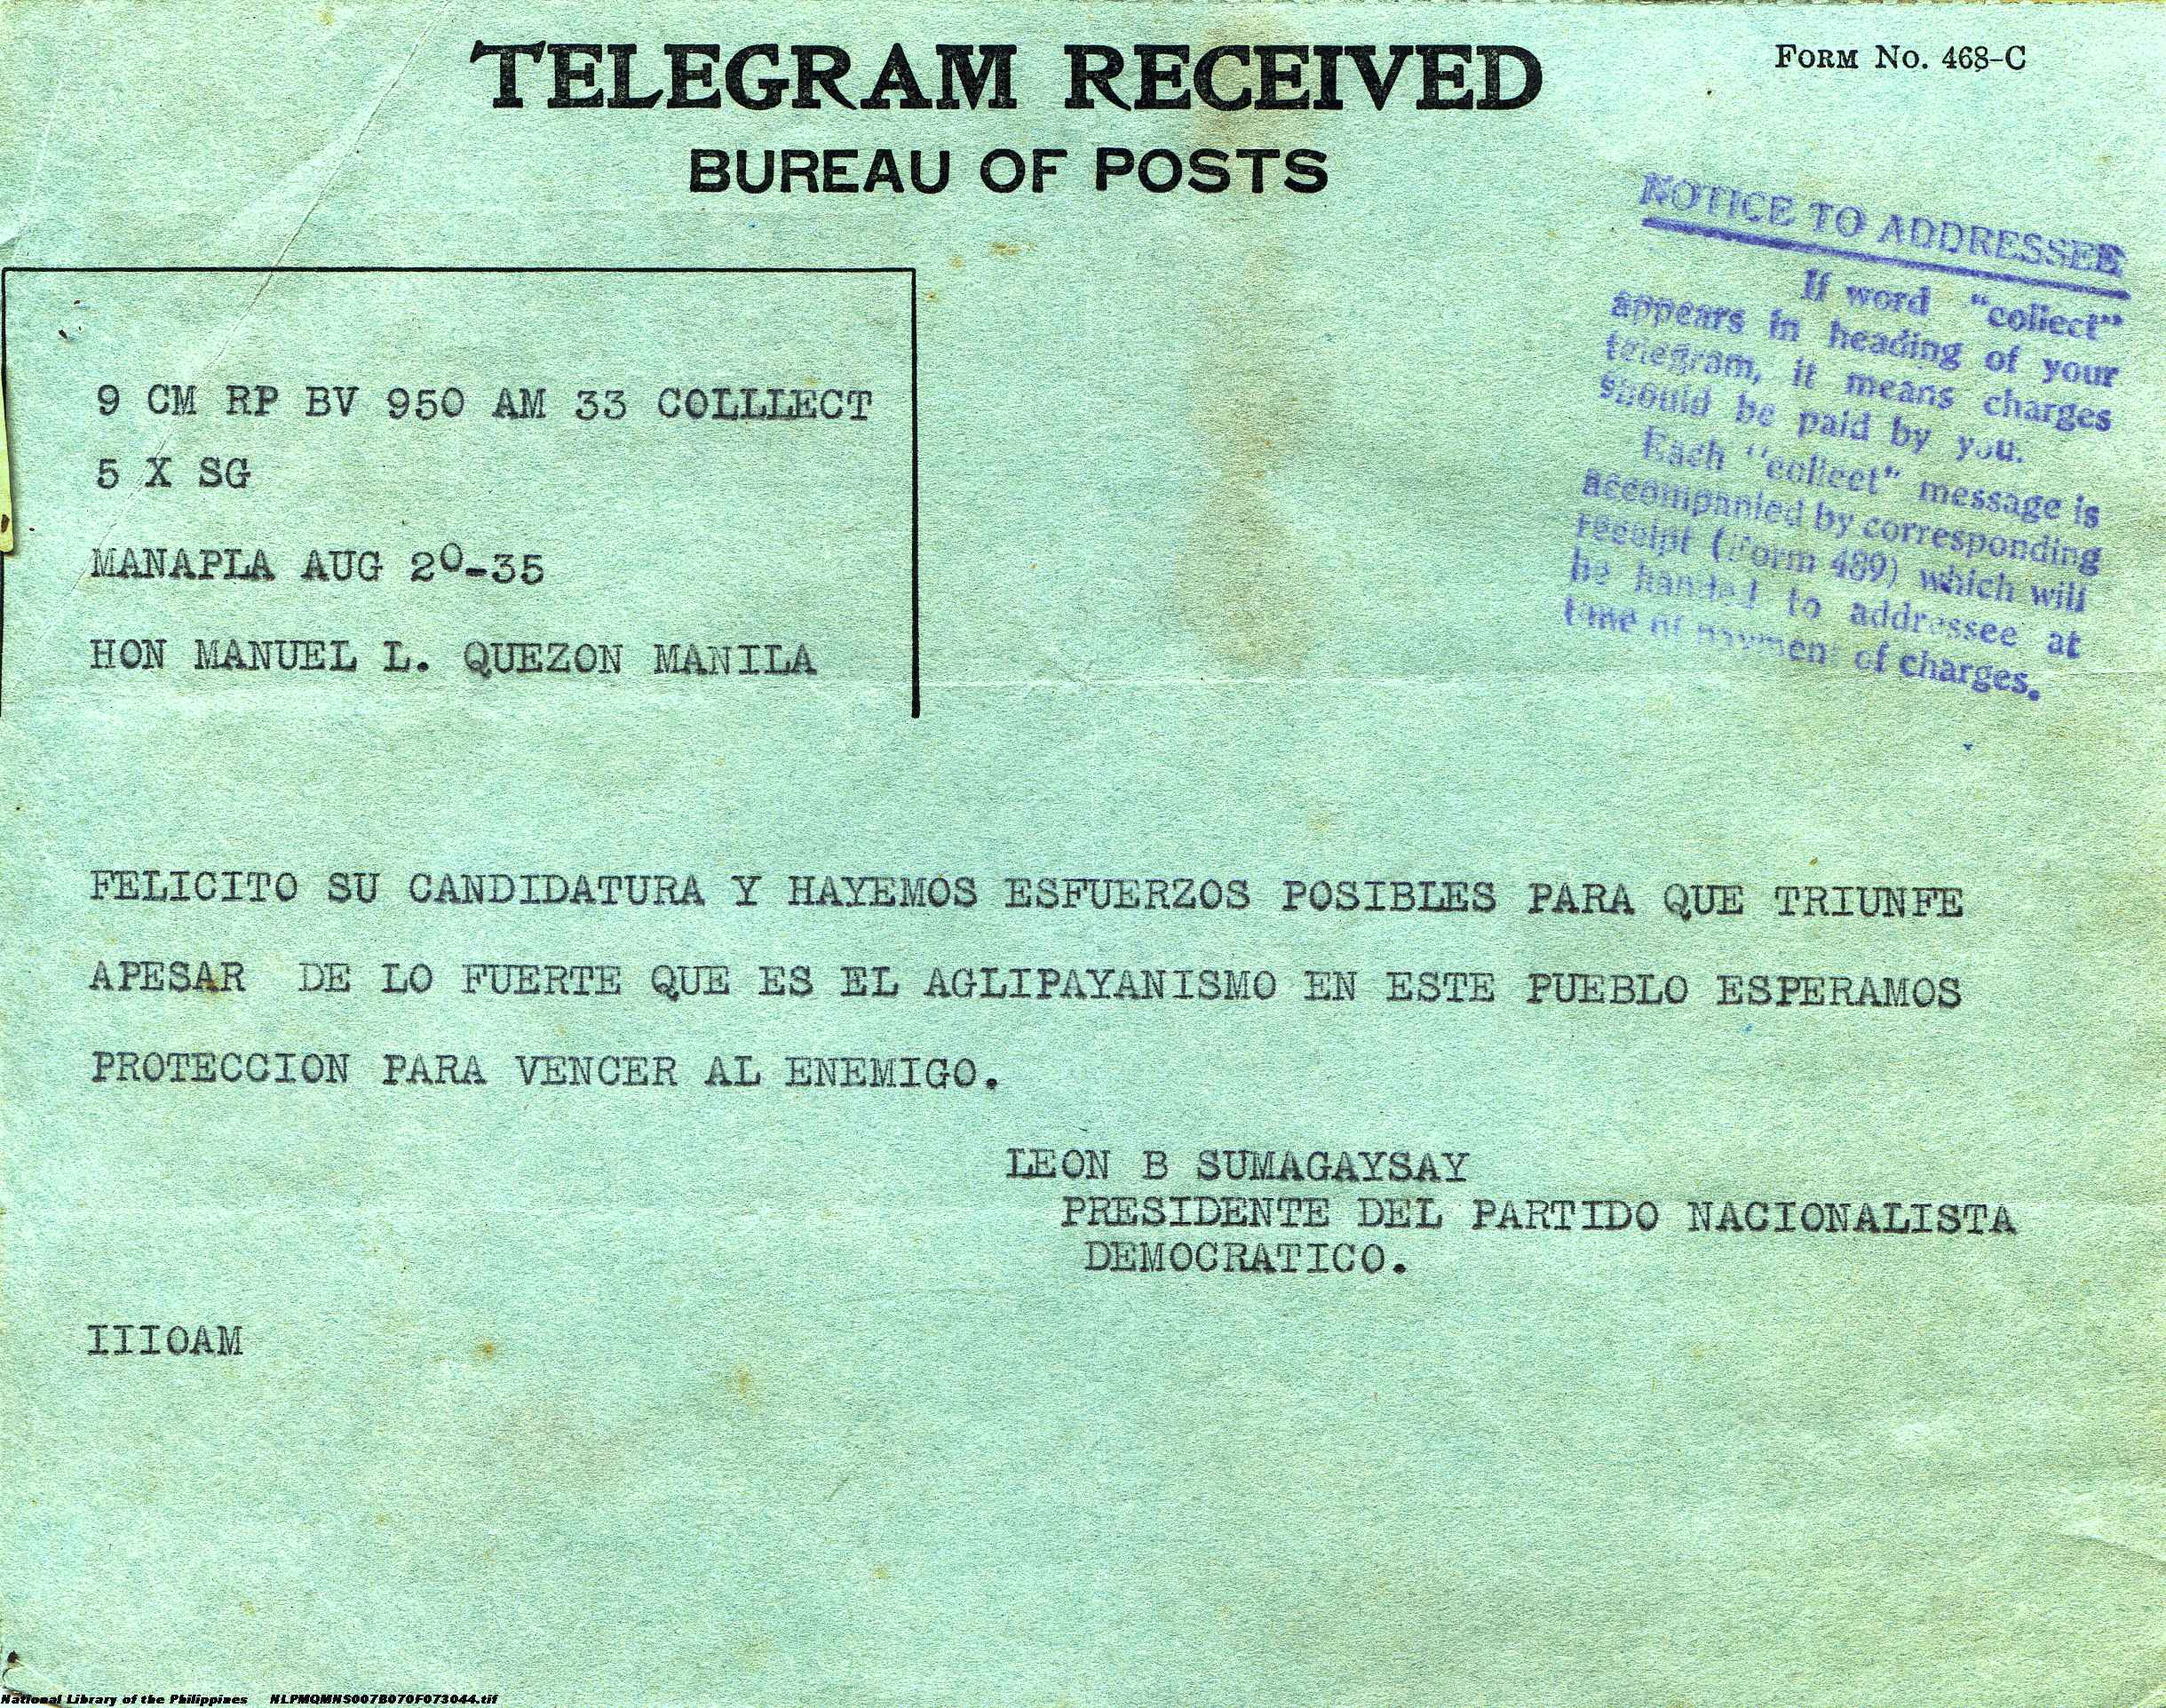 TELEGRAM RECEIVED
FORM NO. 468-C
BUREAU OF POSTS
NOTICE TO ADDRESSEE
If word "collect"
appears in heading of your
telegram, it means charges
should be paid by you.
Each "collect" message is
accompanied by corresponding
receipt (Form 489) which will
be handed to addressee at
time of payment of charges.
9 CM RP BV 950 AM 33 COLLLECT
5 X SG
MANAPLA AUG 20-35
HON MANUEL L. QUEZON MANILA
FELICITO SU CANDIDATURA Y HAYEMOS ESFUERZOS POSIBLES PARA QUE TRIUNFE
APESAR DE LO FUERTE QUE ES EL AGLIPAYANISMO EN ESTE PUEBLO ESPERAMOS
PROTECCION PARA VENCER AL ENEMIGO.
LEON B SUMAGAYSAY
PRESIDENTE DEL PARTIDO NACIONALISTA
DEMOCRATICO.
IIIOAM
National Library of the Philippines NLPMQMNS007B070F073044.tif